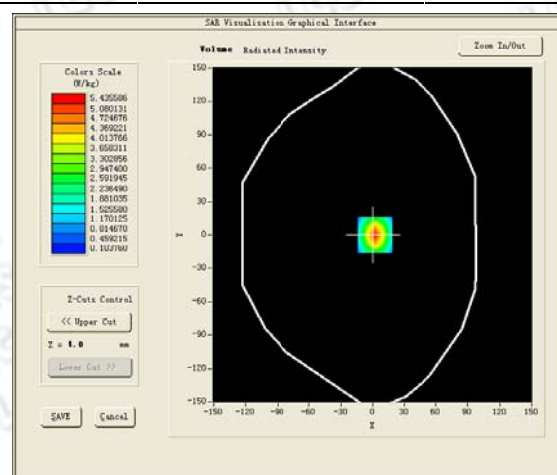 SAR Visualisation Graphical Interface
Volume Radiated Intensity
Zoom In/Out
Colors Scale
(W/kg)
5.435586
5.080131
4.724676
4.369221
4.013766
3.658311
3.302856
2.947400
2.591945
2.236490
1.881035
1.525580
1.170125
0.814670
0.459215
0.103760
Z-Cuts Control
<< Upper Cut
Z = 4.0 mm
Lower Cut >>
SAVE
Cancel
150
90
60
30
0
-30
-60
-90
-120
-150
Y
-150 -120 -90 -60 -30 0 30 60 90 120 150
X